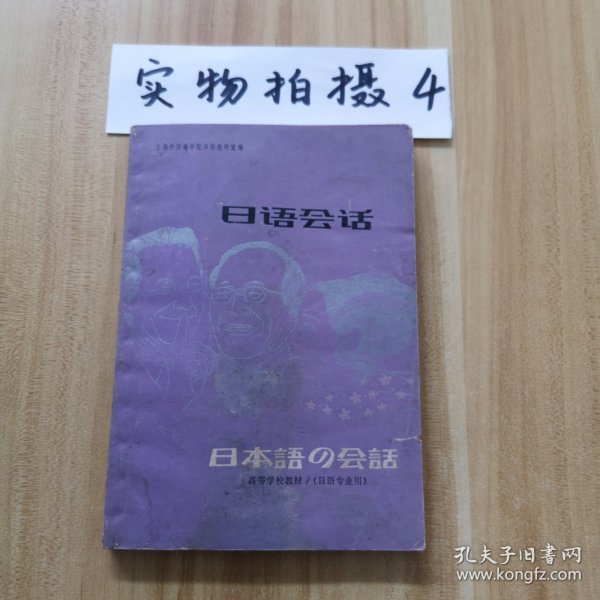 实物拍摄 4
上海外国语学院日语教研室编
日语会话
日本語の会話
高等学校教材/(日语专业用)
孔夫子旧书网
www.kongfz.com